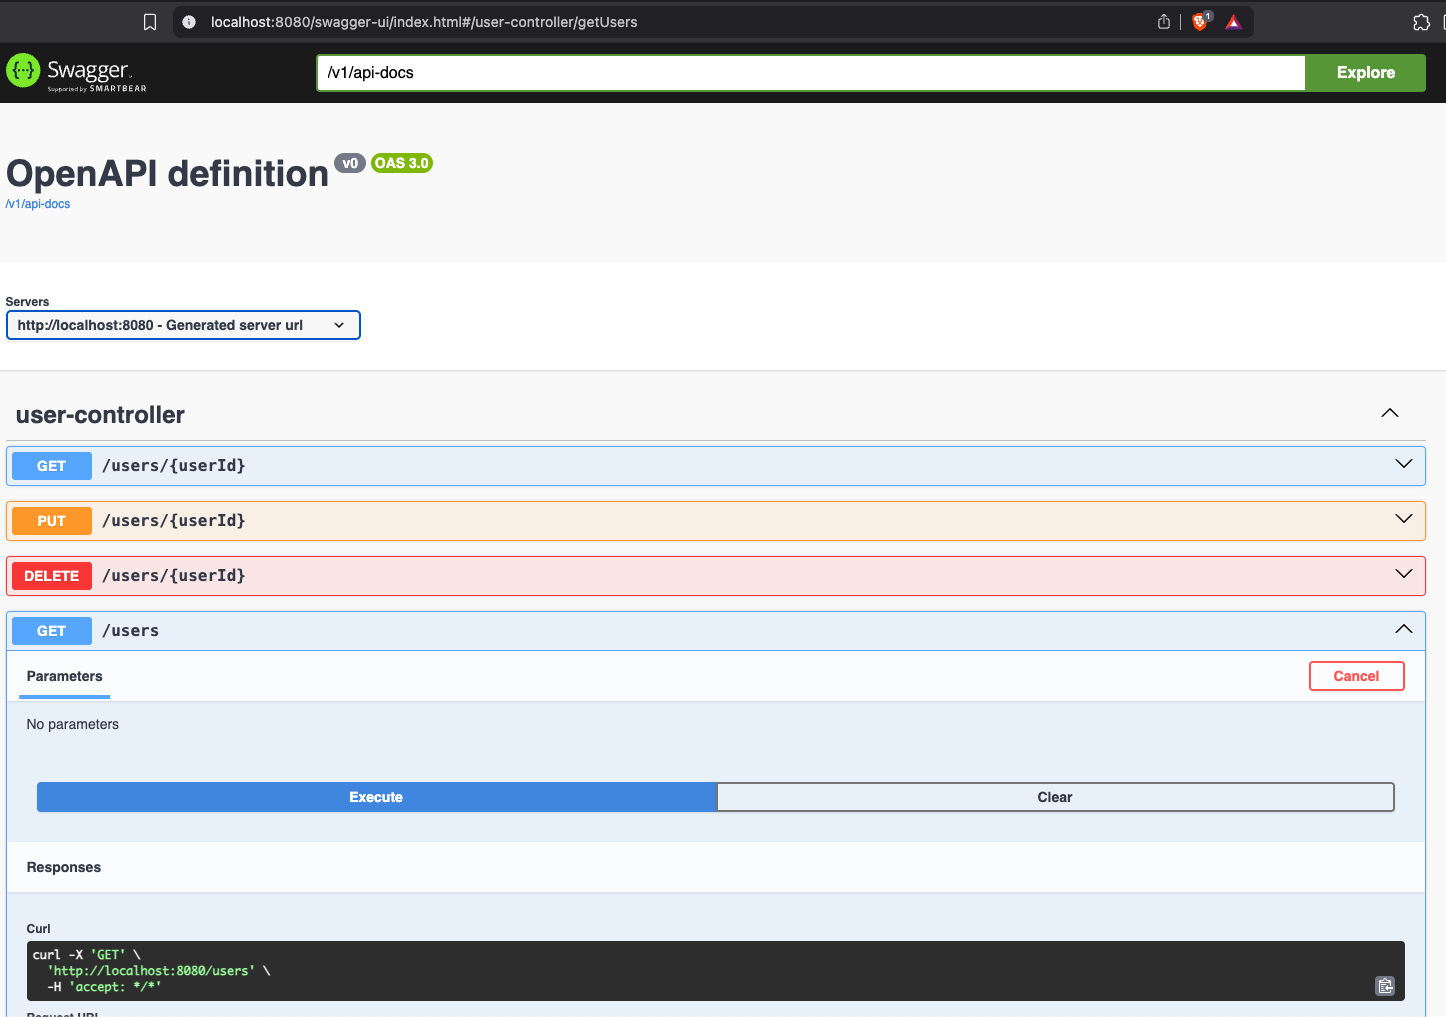 localhost:8080/swagger-ui/index.html#/user-controller/getUsers
1
Swagger
Supported by SMARTBEAR
/v1/api-docs
Explore
OpenAPI definition v0 OAS 3.0
/v1/api-docs
Servers
http://localhost:8080 - Generated server url
user-controller
GET /users/{userId}
PUT /users/{userId}
DELETE /users/{userId}
GET /users
Parameters
Cancel
No parameters
Execute
Clear
Responses
Curl
curl -X 'GET' \
'http://localhost:8080/users' \
-H 'accept: */*'
Request URL